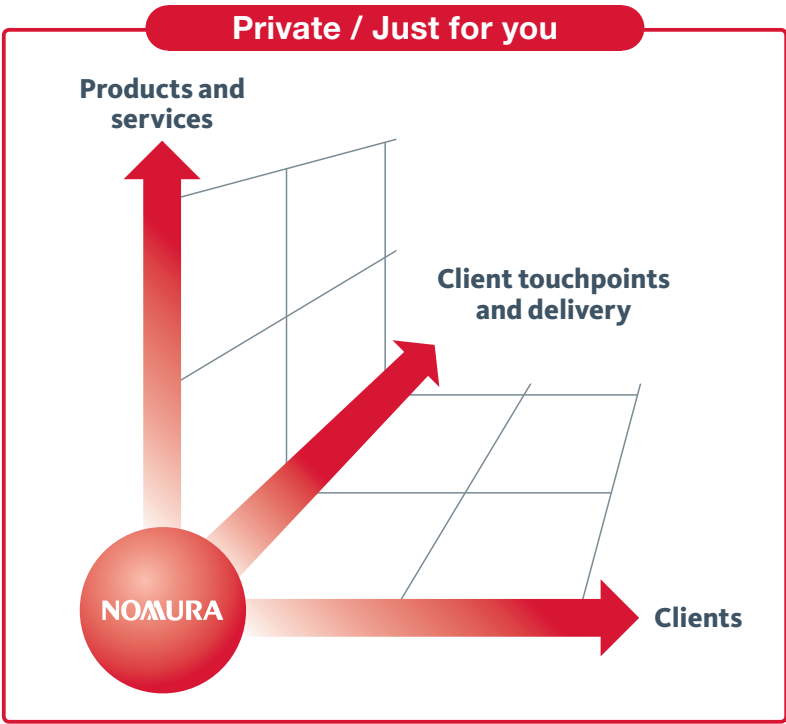 Private / Just for you
Products and
services
Client touchpoints
and delivery
NOMURA
Clients